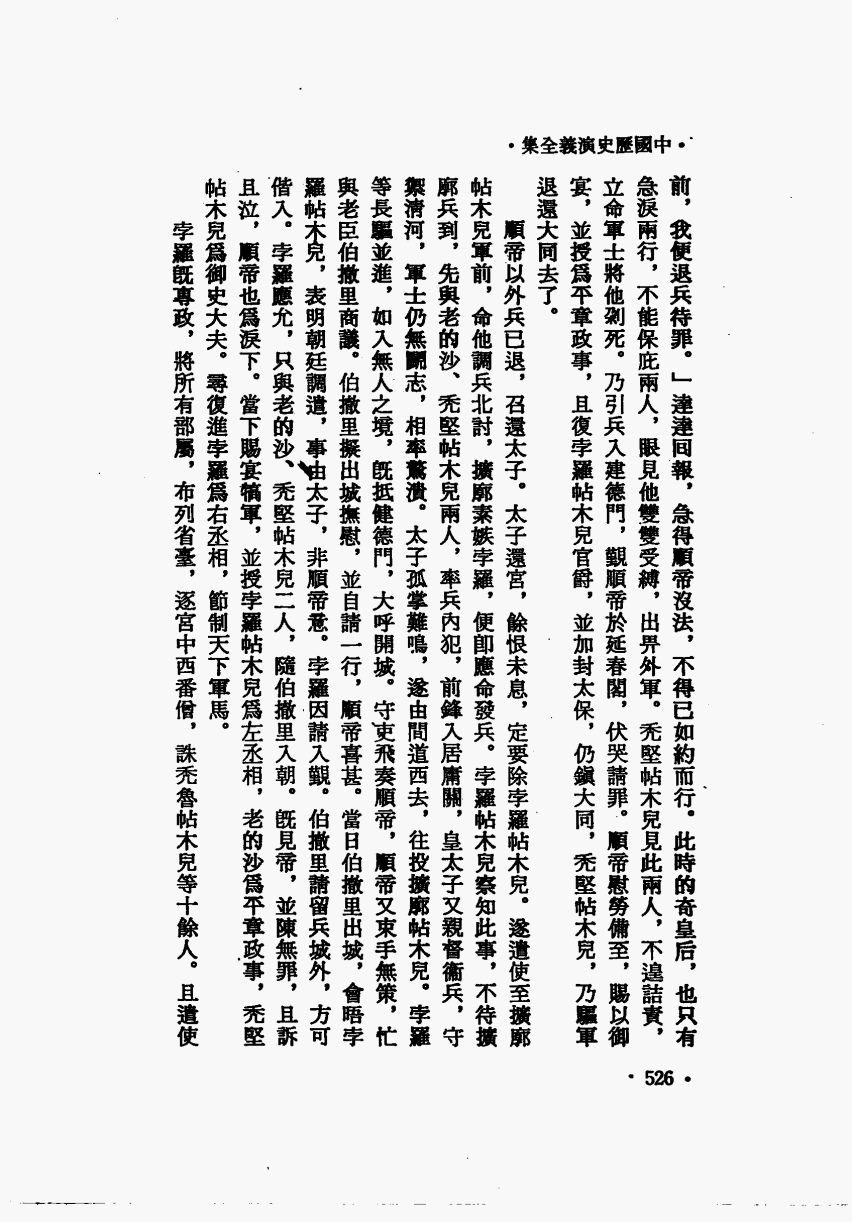 ·中國歷史演義全集·
前,我便退兵待罪。」達達回報,急得順帝沒法,不得已如約而行。此時的奇皇后,也只有
急淚兩行,不能保庇兩人,眼見他雙雙受縛,出畀外軍。禿堅帖木兒見此兩人,不遑詰責,
立命軍士將他剁死。乃引兵入建德門,覲順帝於延春閣,伏哭請罪。順帝慰勞備至,賜以御
宴,並授爲平章政事,且復孛羅帖木兒官爵,並加封太保,仍鎮大同,禿堅帖木兒,乃驅軍
退還大同去了。
順帝以外兵已退,召還太子。太子還宮,餘恨未息,定要除孛羅帖木兒。遂遣使至擴廓
帖木兒軍前,命他調兵北討,擴廓素嫉孛羅,便即應命發兵。孛羅帖木兒察知此事,不待擴
廓兵到,先與老的沙、禿堅帖木兒兩人,率兵內犯,前鋒入居庸關,皇太子又親督衞兵,守
禦清河,軍士仍無鬭志,相率驚潰。太子孤掌難鳴,遂由間道西去,往投擴廓帖木兒。孛羅
等長驅並進,如入無人之境,既抵健德門,大呼開城。守吏飛奏順帝,順帝又束手無策,忙
與老臣伯撤里商議。伯撤里擬出城撫慰,並自請一行,順帝喜甚。當日伯撤里出城,會晤孛
羅帖木兒,表明朝廷調遣,事由太子,非順帝意。孛羅因請入覲。伯撤里請留兵城外,方可
偕入。孛羅應允,只與老的沙、禿堅帖木兒二人,隨伯撤里入朝。既見帝,並陳無罪,且訴
且泣,順帝也爲淚下。當下賜宴犒軍,並授孛羅帖木兒爲左丞相,老的沙爲平章政事,禿堅
帖木兒爲御史大夫。尋復進孛羅爲右丞相,節制天下軍馬。
孛羅既專政,將所有部屬,布列省臺,逐宮中西番僧,誅禿魯帖木兒等十餘人。且遣使
·526·